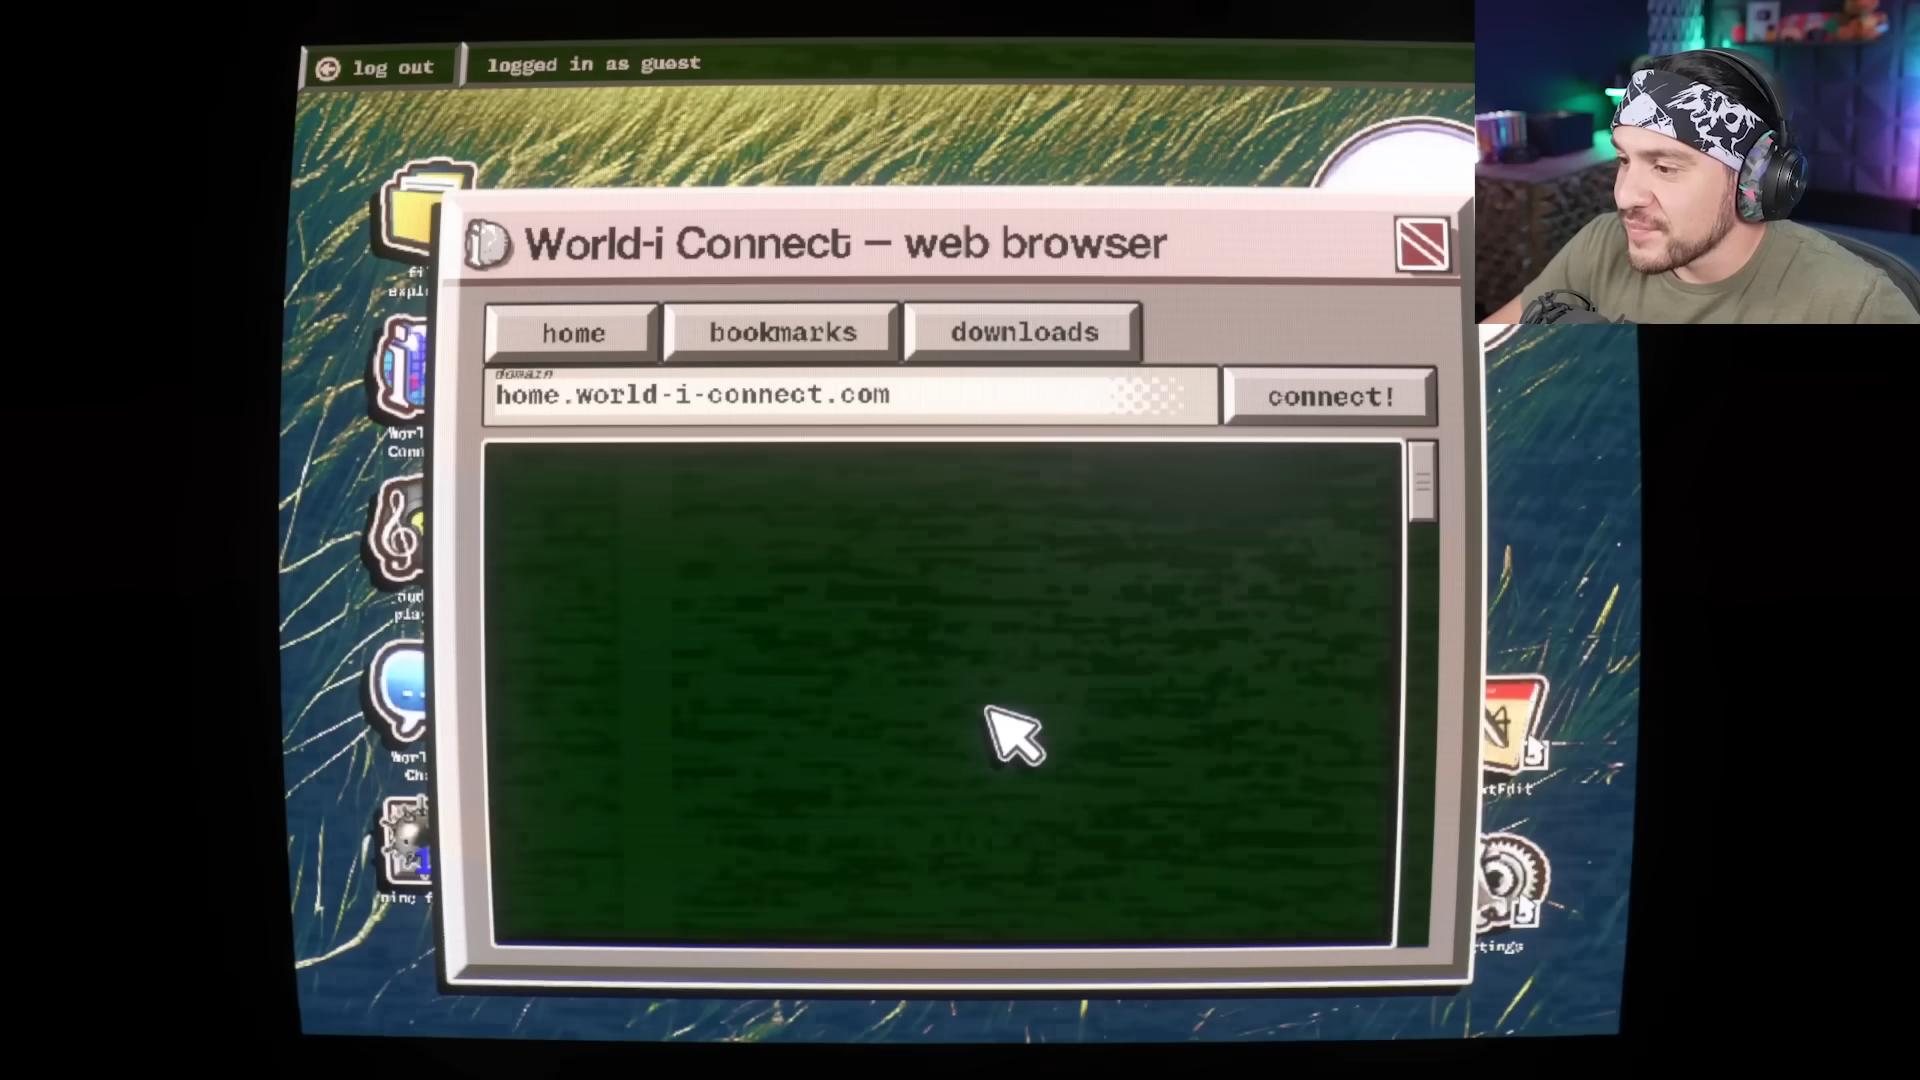 log out
logged in as guest
World-i Connect – web browser
home
bookmarks
downloads
domain
home.world-i-connect.com
connect!